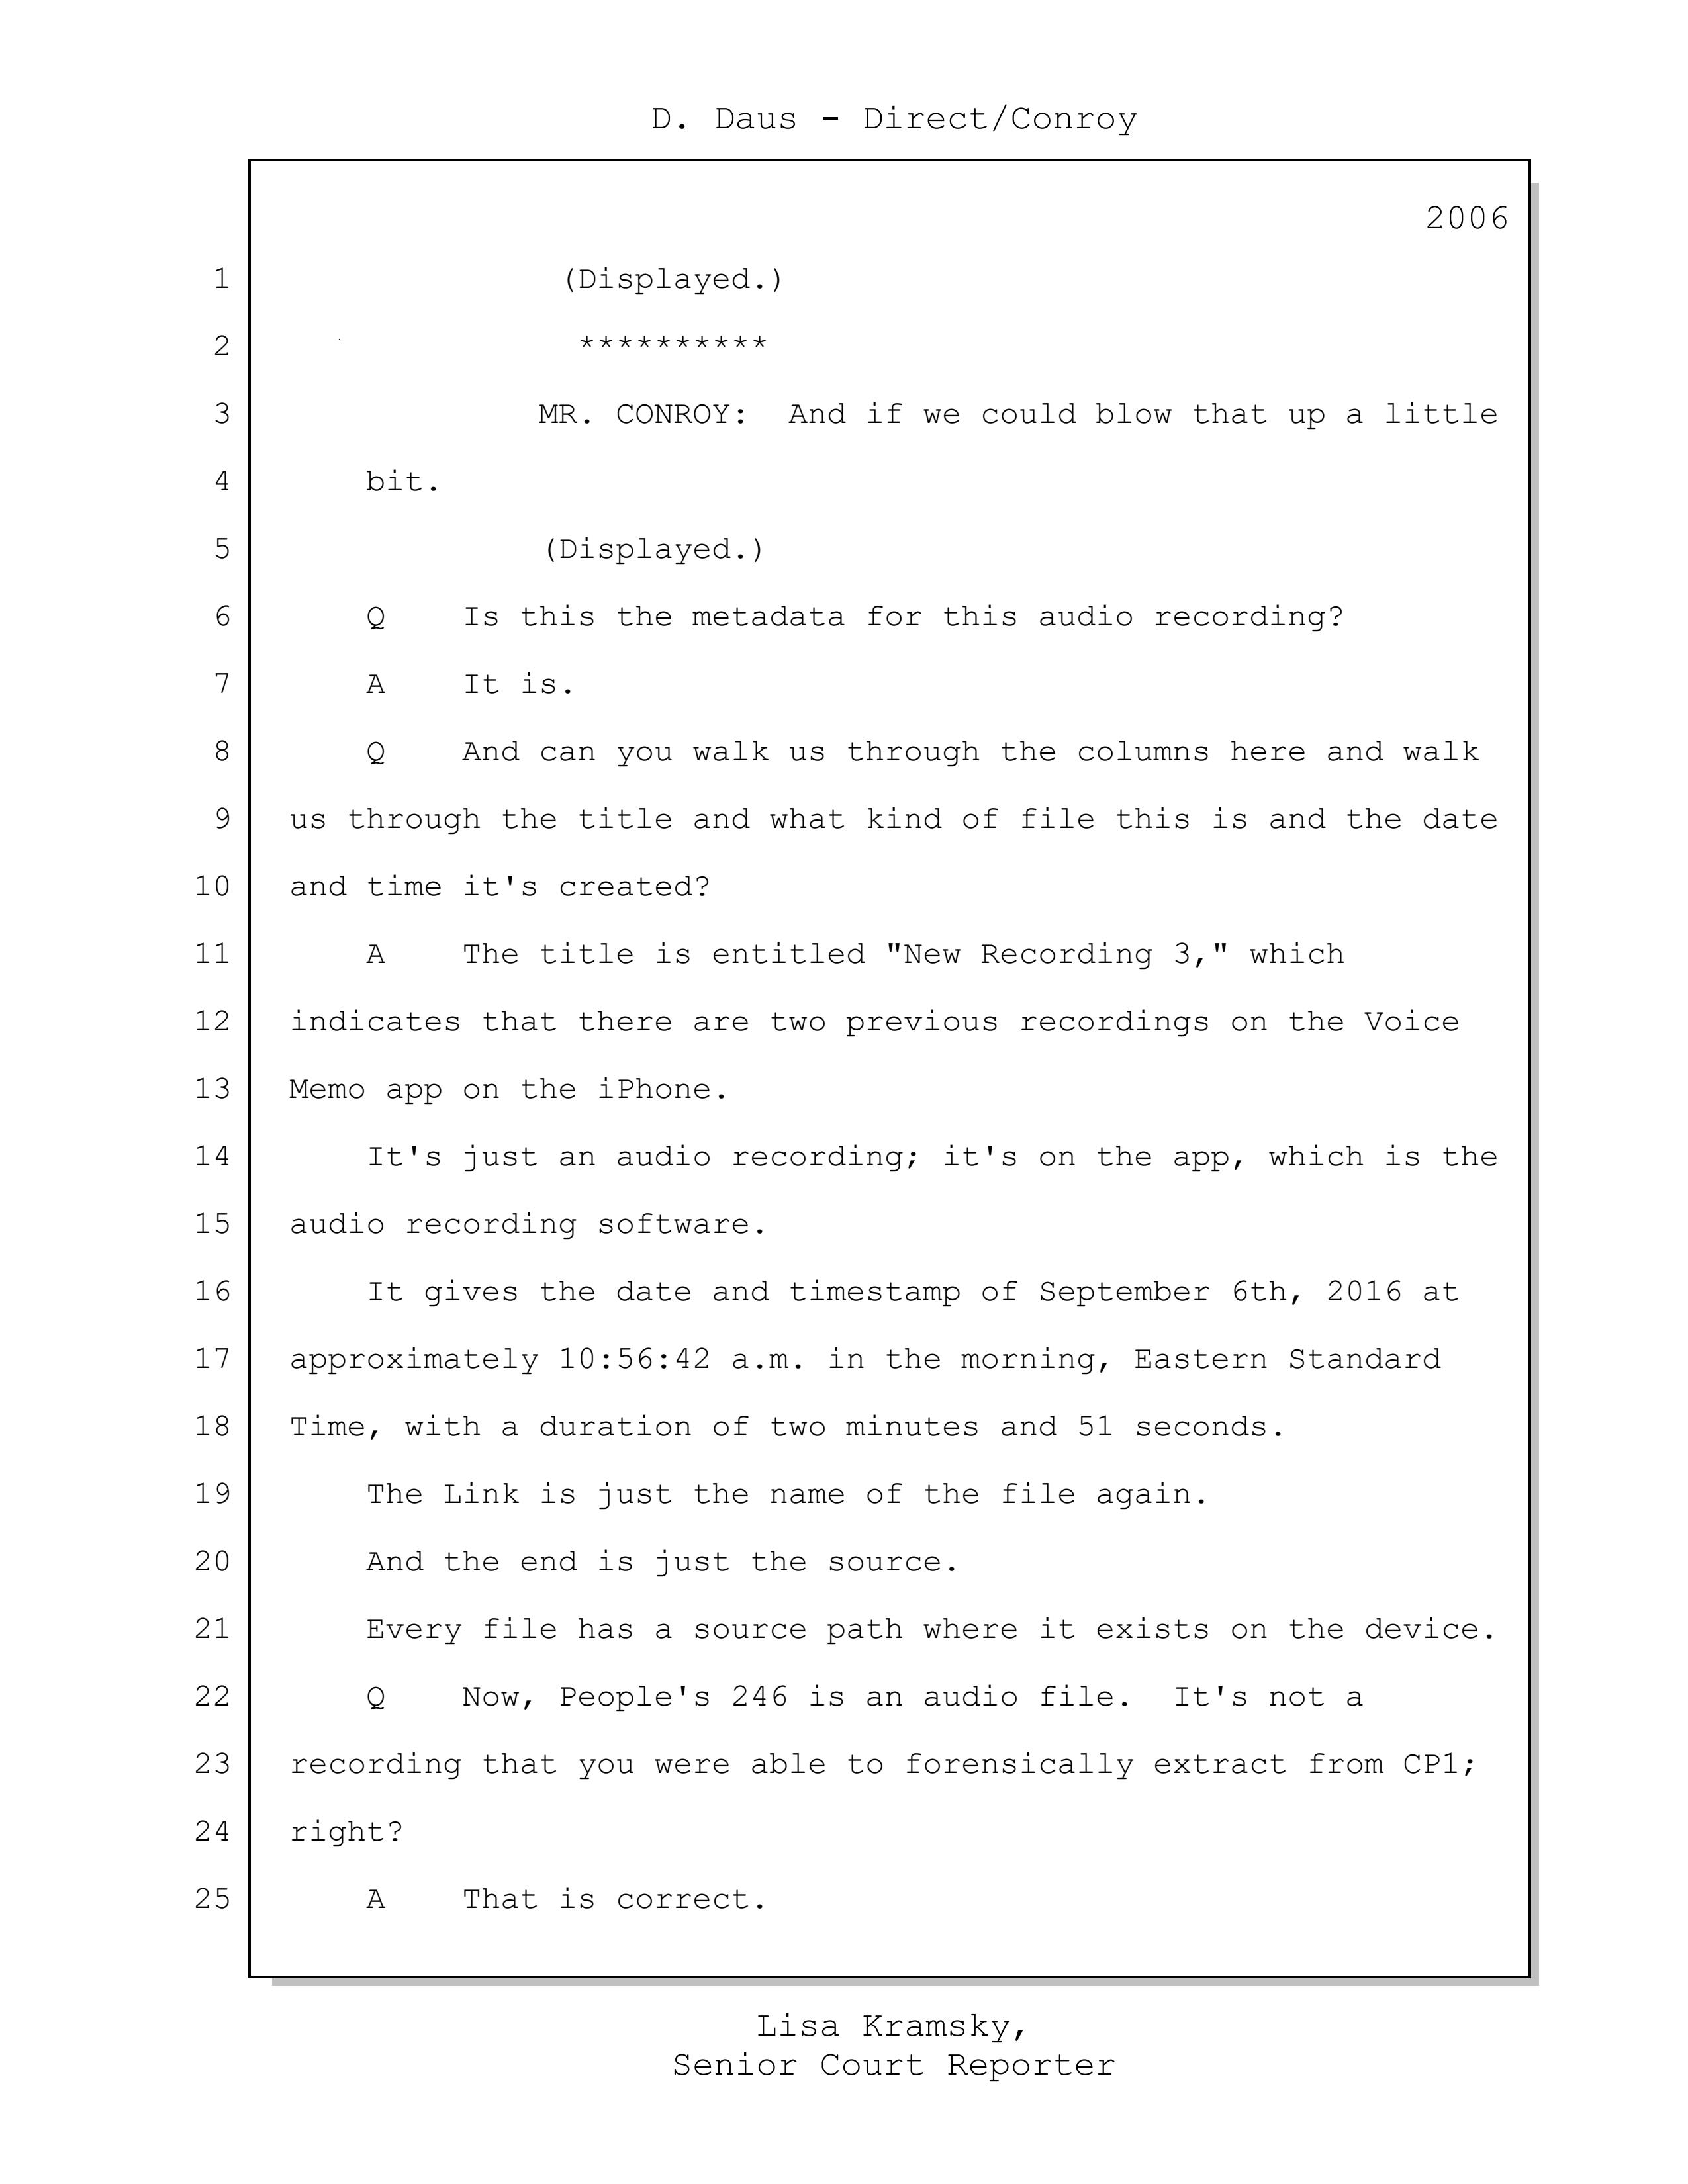 D. Daus - Direct/Conroy
2006
1 (Displayed.)
2 **********
3 MR. CONROY: And if we could blow that up a little
4 bit.
5 (Displayed.)
6 Q Is this the metadata for this audio recording?
7 A It is.
8 Q And can you walk us through the columns here and walk
9 us through the title and what kind of file this is and the date
10 and time it's created?
11 A The title is entitled "New Recording 3," which
12 indicates that there are two previous recordings on the Voice
13 Memo app on the iPhone.
14 It's just an audio recording; it's on the app, which is the
15 audio recording software.
16 It gives the date and timestamp of September 6th, 2016 at
17 approximately 10:56:42 a.m. in the morning, Eastern Standard
18 Time, with a duration of two minutes and 51 seconds.
19 The Link is just the name of the file again.
20 And the end is just the source.
21 Every file has a source path where it exists on the device.
22 Q Now, People's 246 is an audio file. It's not a
23 recording that you were able to forensically extract from CP1;
24 right?
25 A That is correct.
Lisa Kramsky,
Senior Court Reporter